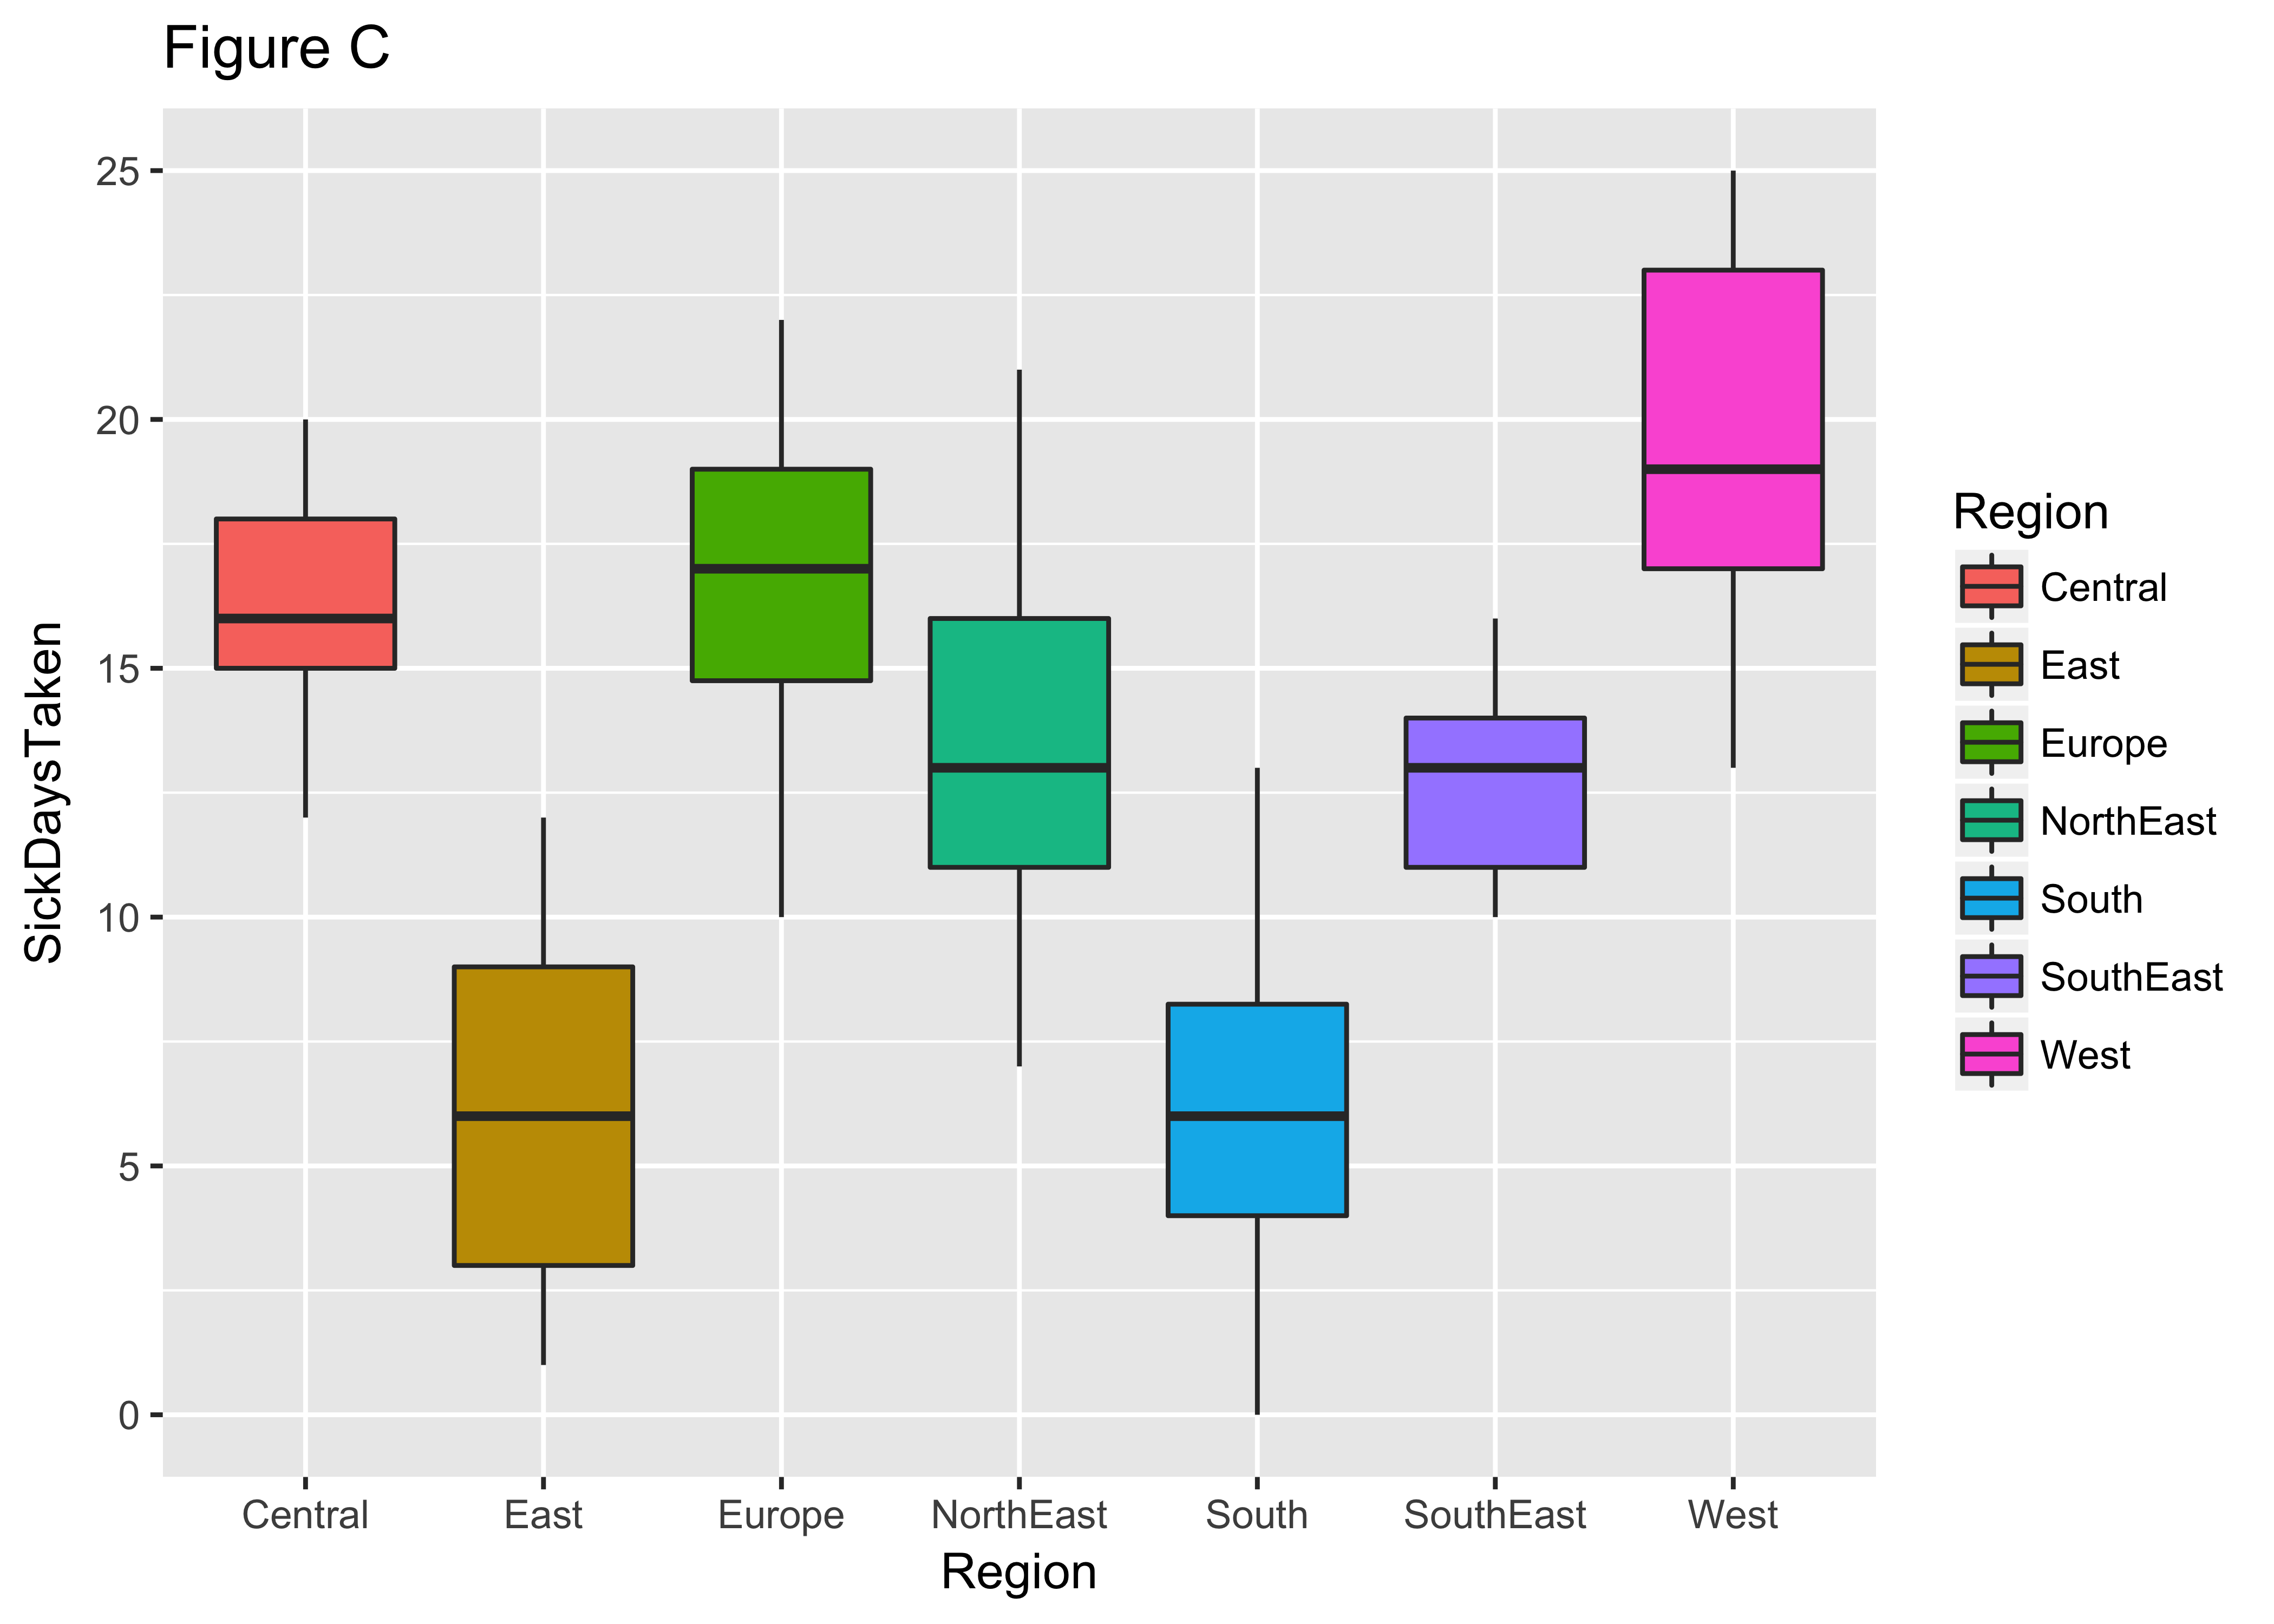 Figure C
25
20
15
10
5
0
SickDaysTaken
Central East Europe NorthEast South SouthEast West
Region
Region
Central
East
Europe
NorthEast
South
SouthEast
West